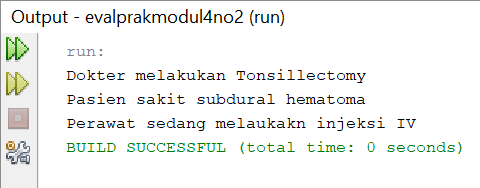 Output - evalprakmodul4no2 (run)
run:
Dokter melakukan Tonsillectomy
Pasien sakit subdural hematoma
Perawat sedang melaukakn injeksi IV
BUILD SUCCESSFUL (total time: 0 seconds)